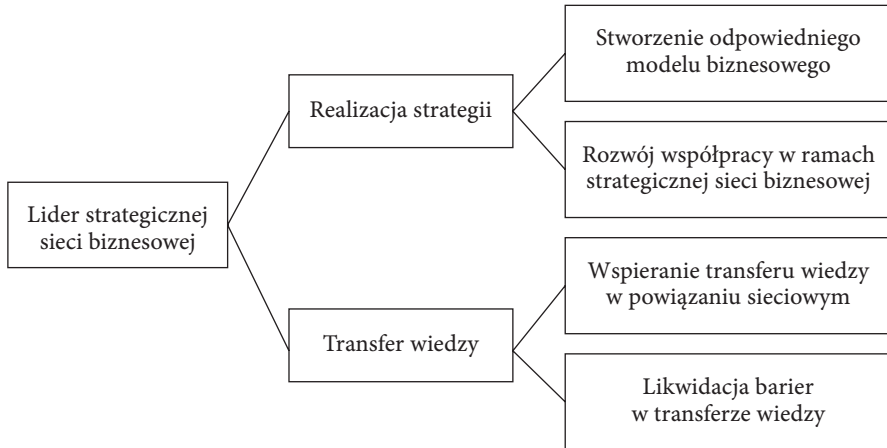 Stworzenie odpowiedniego
modelu biznesowego
Realizacja strategii
Rozwój współpracy w ramach
strategicznej sieci biznesowej
Lider strategicznej
sieci biznesowej
Wspieranie transferu wiedzy
w powiązaniu sieciowym
Transfer wiedzy
Likwidacja barier
w transferze wiedzy